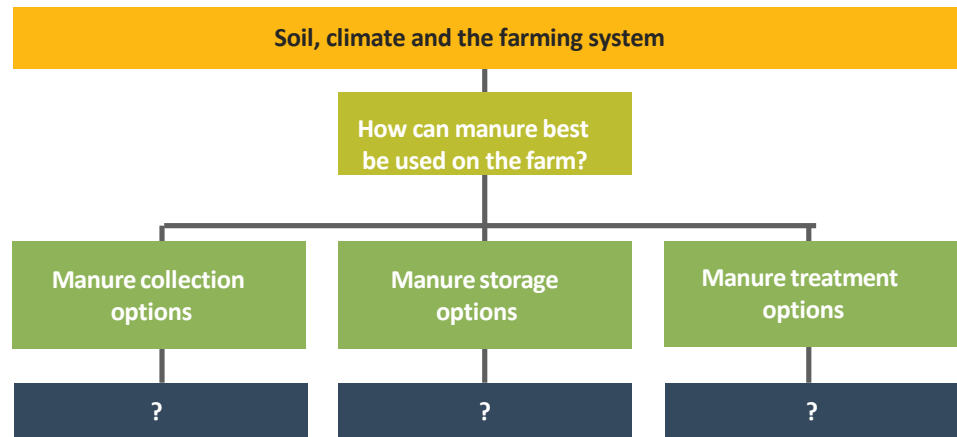 Soil, climate and the farming system
How can manure best
be used on the farm?
Manure collection
options
Manure storage
options
Manure treatment
options
?
?
?